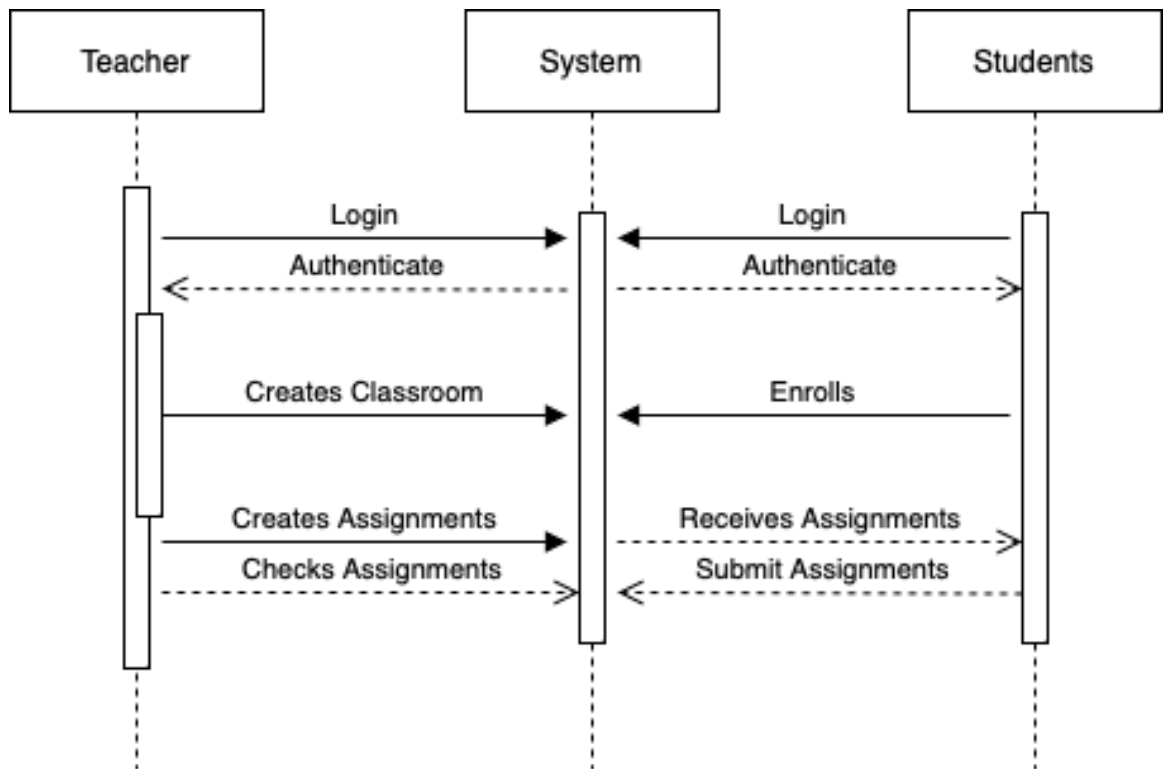 Teacher
System
Students
Login
Login
Authenticate
Authenticate
Creates Classroom
Enrolls
Creates Assignments
Receives Assignments
Checks Assignments
Submit Assignments